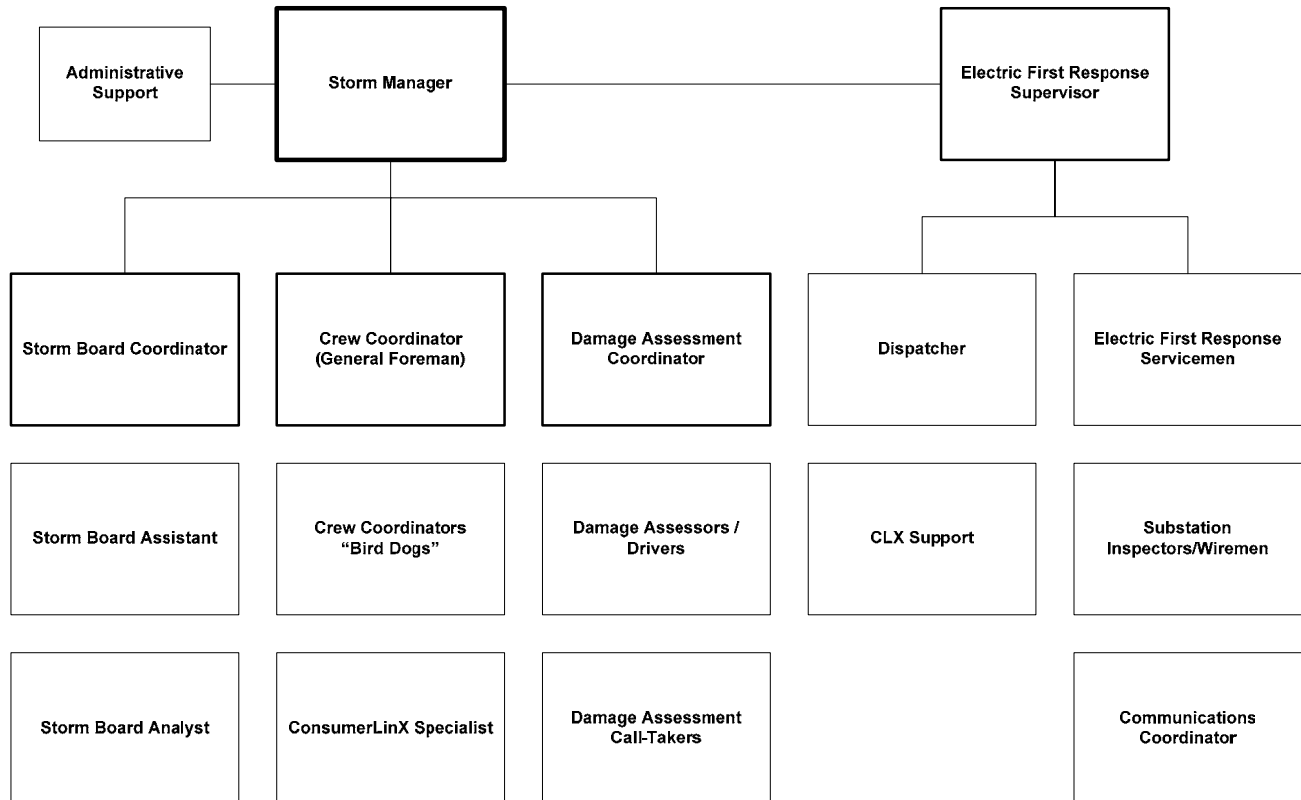 Administrative
Support
Storm Manager
Electric First Response
Supervisor
Storm Board Coordinator
Crew Coordinator
(General Foreman)
Damage Assessment
Coordinator
Dispatcher
Electric First Response
Servicemen
Storm Board Assistant
Crew Coordinators
“Bird Dogs”
Damage Assessors /
Drivers
CLX Support
Substation
Inspectors/Wiremen
Storm Board Analyst
ConsumerLinX Specialist
Damage Assessment
Call-Takers
Communications
Coordinator